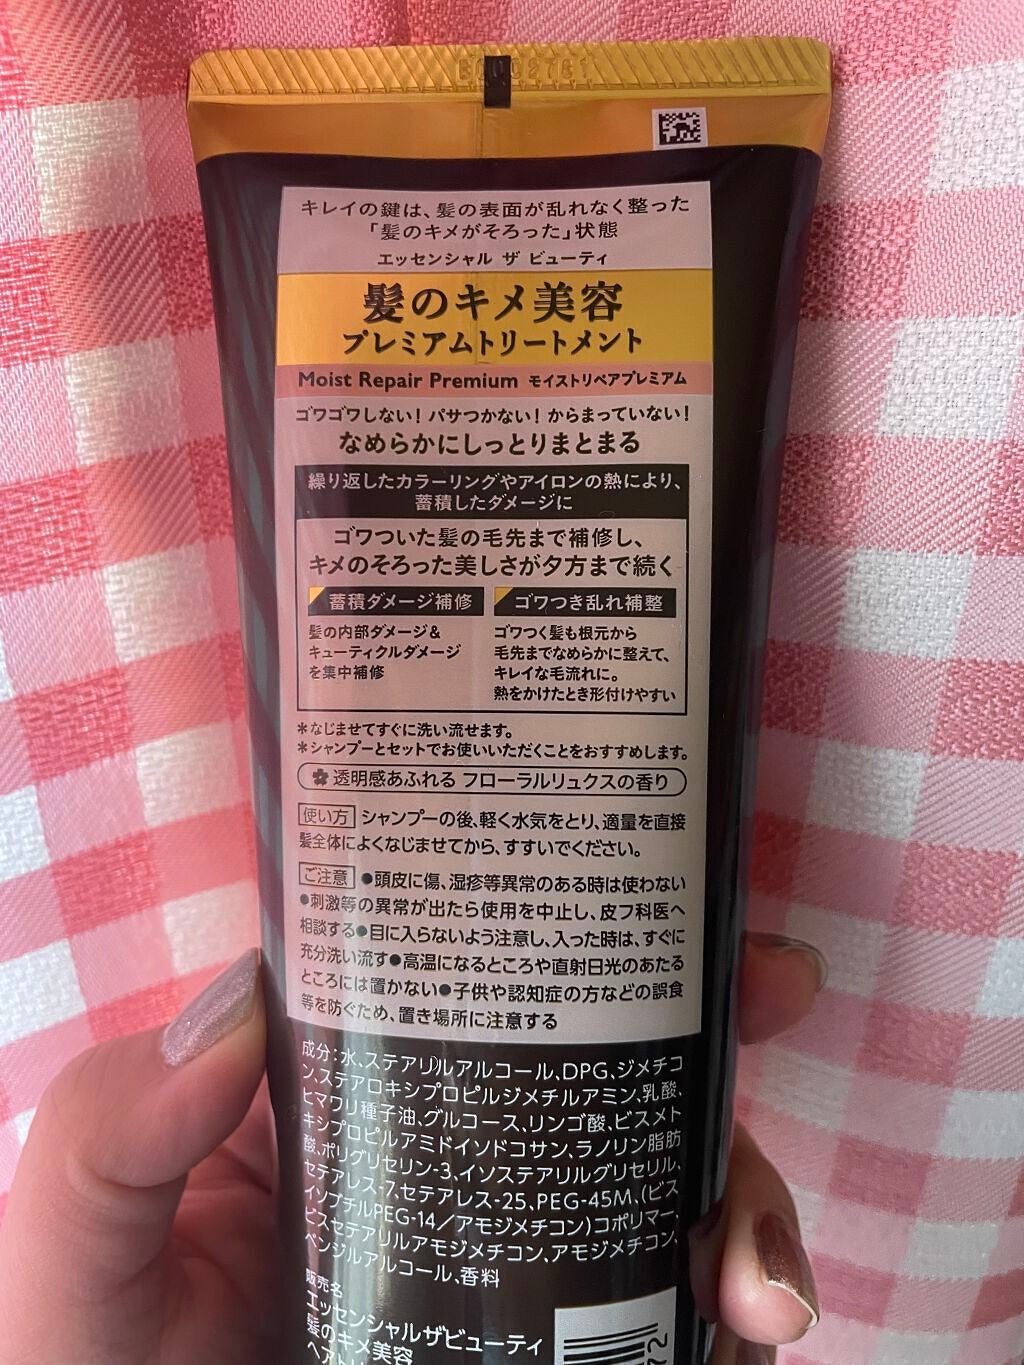 キレイの鍵は、髪の表面が乱れなく整った
「髪のキメがそろった」状態
エッセンシャル ザ ビューティ
髪のキメ美容
プレミアムトリートメント
Moist Repair Premium モイストリペアプレミアム
ゴワゴワしない！パサつかない！からまっていない！
なめらかにしっとりまとまる
繰り返したカラーリングやアイロンの熱により、
蓄積したダメージに
ゴワついた髪の毛先まで補修し、
キメのそろった美しさが夕方まで続く
蓄積ダメージ補修
髪の内部ダメージ&
キューティクルダメージ
を集中補修
ゴワつき乱れ補整
ゴワつく髪も根元から
毛先までなめらかに整えて、
キレイな毛流れに。
熱をかけたとき形付けやすい
＊なじませてすぐに洗い流せます。
＊シャンプーとセットでお使いいただくことをおすすめします。
透明感あふれる フローラルリュクスの香り
使い方 シャンプーの後、軽く水気をとり、適量を直接
髪全体によくなじませてから、すすいでください。
ご注意 ●頭皮に傷、湿疹等異常のある時は使わない
●刺激等の異常が出たら使用を中止し、皮フ科医へ
相談する●目に入らないよう注意し、入った時は、すぐに
充分洗い流す●高温になるところや直射日光のあたる
ところには置かない●子供や認知症の方などの誤食
等を防ぐため、置き場所に注意する
成分：水、ステアリルアルコール、DPG、ジメチコ
ン、ステアロキシプロピルジメチルアミン、乳酸、
ヒマワリ種子油、グルコース、リンゴ酸、ビスメト
キシプロピルアミドイソドコサン、ラノリン脂肪
酸、ポリグリセリン-3、イソステアリルグリセリル、
セテアレス-7、セテアレス-25、PEG-45M、(ビス
イソブチルPEG-14／アモジメチコン)コポリマー、
ビスセテアリルアモジメチコン、アモジメチコン、
ベンジルアルコール、香料
販売名
エッセンシャルザビューティ
髪のキメ美容